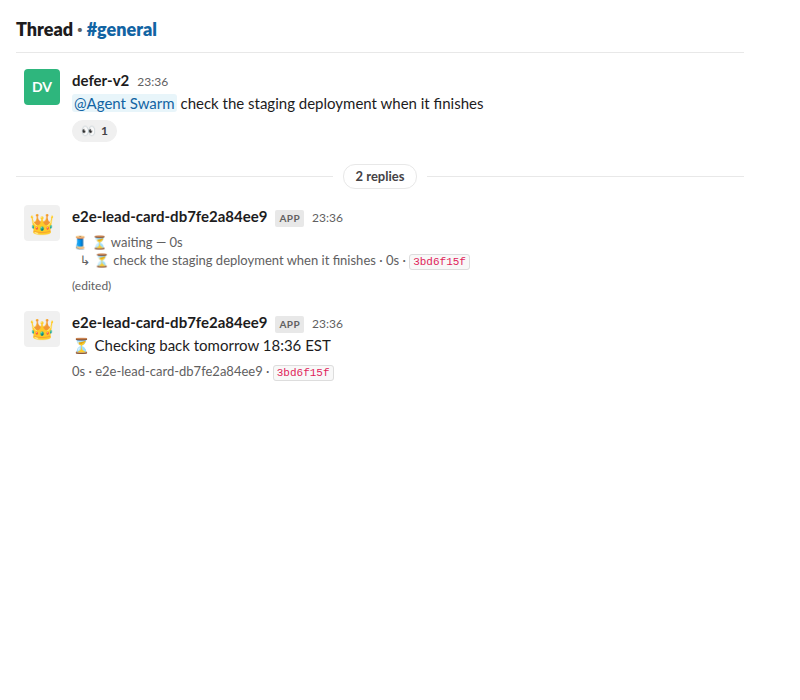 Thread • #general
DV
defer-v2 23:36
@Agent Swarm check the staging deployment when it finishes
👀 1
2 replies
e2e-lead-card-db7fe2a84ee9 APP 23:36
🧵 ⏳ waiting — 0s
↳ ⏳ check the staging deployment when it finishes · 0s · 3bd6f15f
(edited)
e2e-lead-card-db7fe2a84ee9 APP 23:36
⏳ Checking back tomorrow 18:36 EST
0s · e2e-lead-card-db7fe2a84ee9 · 3bd6f15f